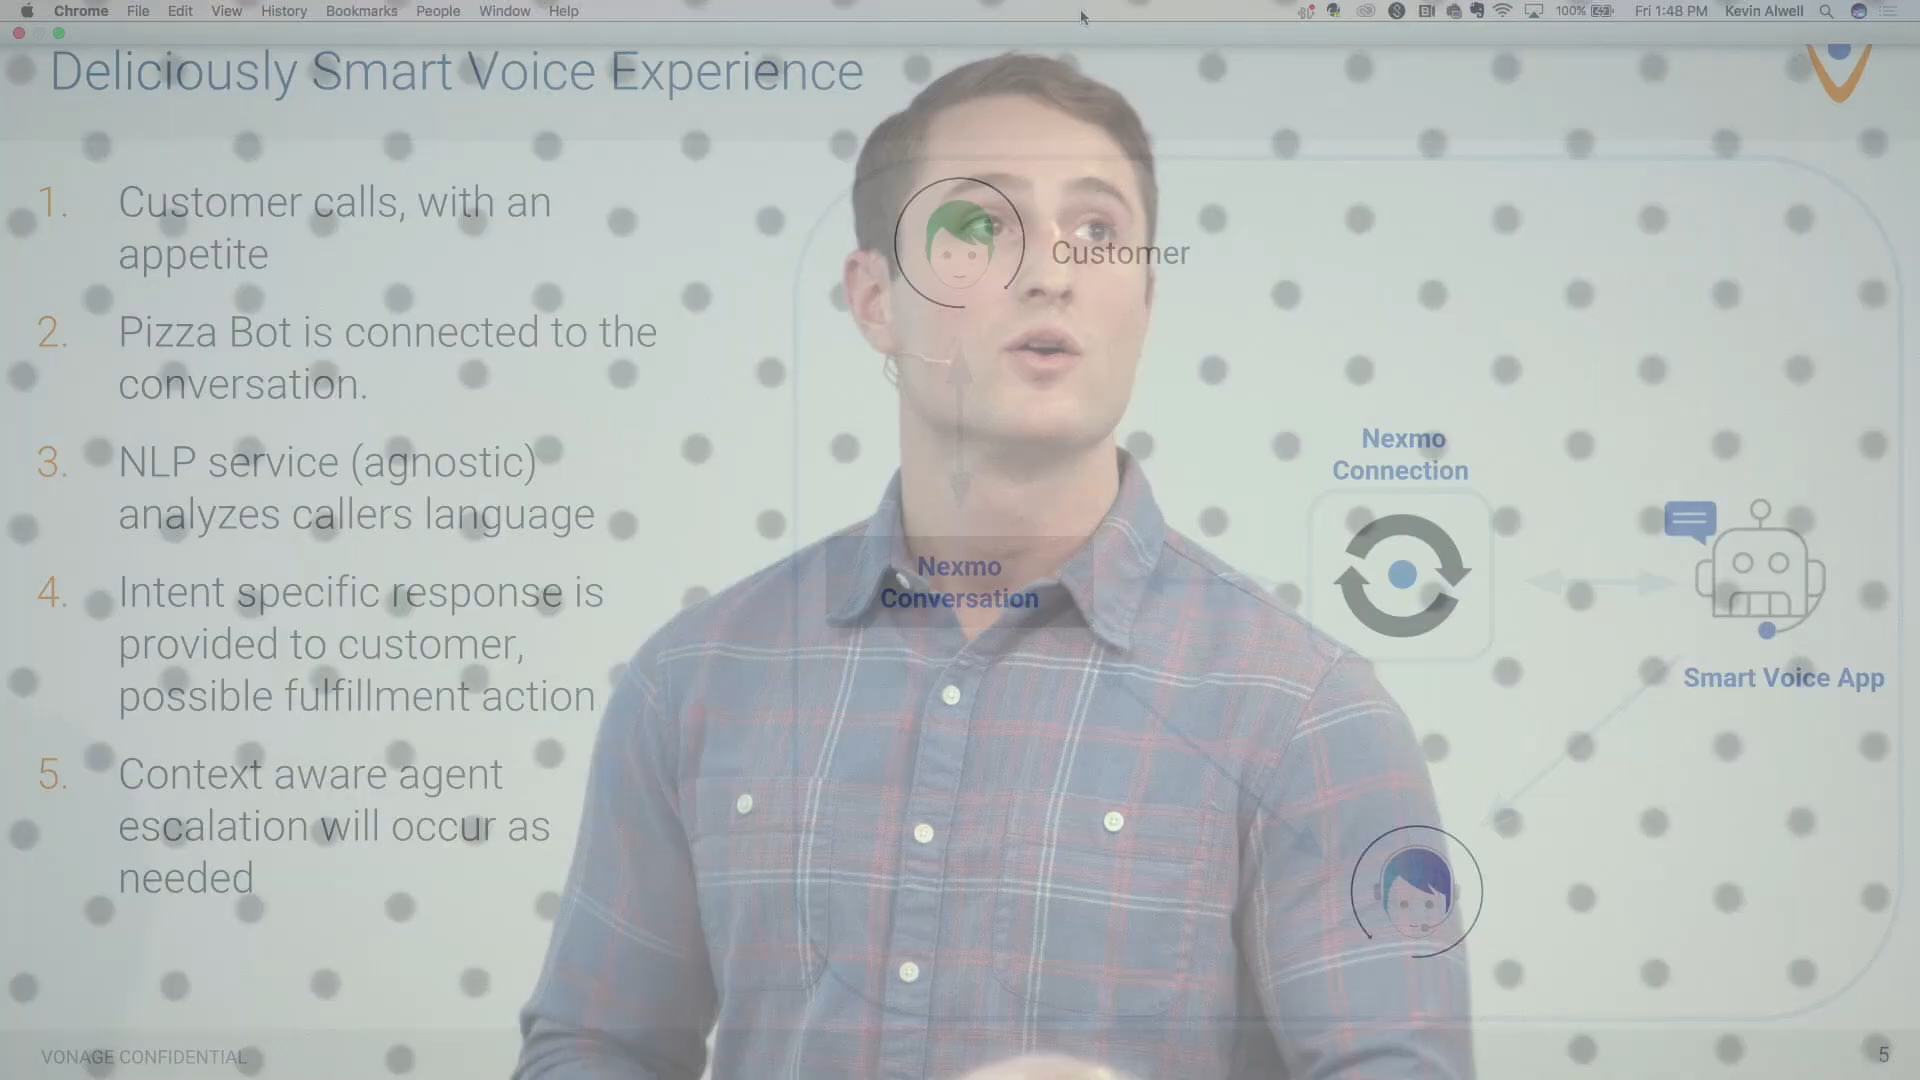 Chrome File Edit View History Bookmarks People Window Help 100% Fri 1:48 PM Kevin Alwell
Deliciously Smart Voice Experience
1. Customer calls, with an
appetite
2. Pizza Bot is connected to the
conversation.
3. NLP service (agnostic)
analyzes callers language
4. Intent specific response is
provided to customer,
possible fulfillment action
5. Context aware agent
escalation will occur as
needed
Customer
Nexmo
Conversation
Nexmo
Connection
Smart Voice App
VONAGE CONFIDENTIAL
5